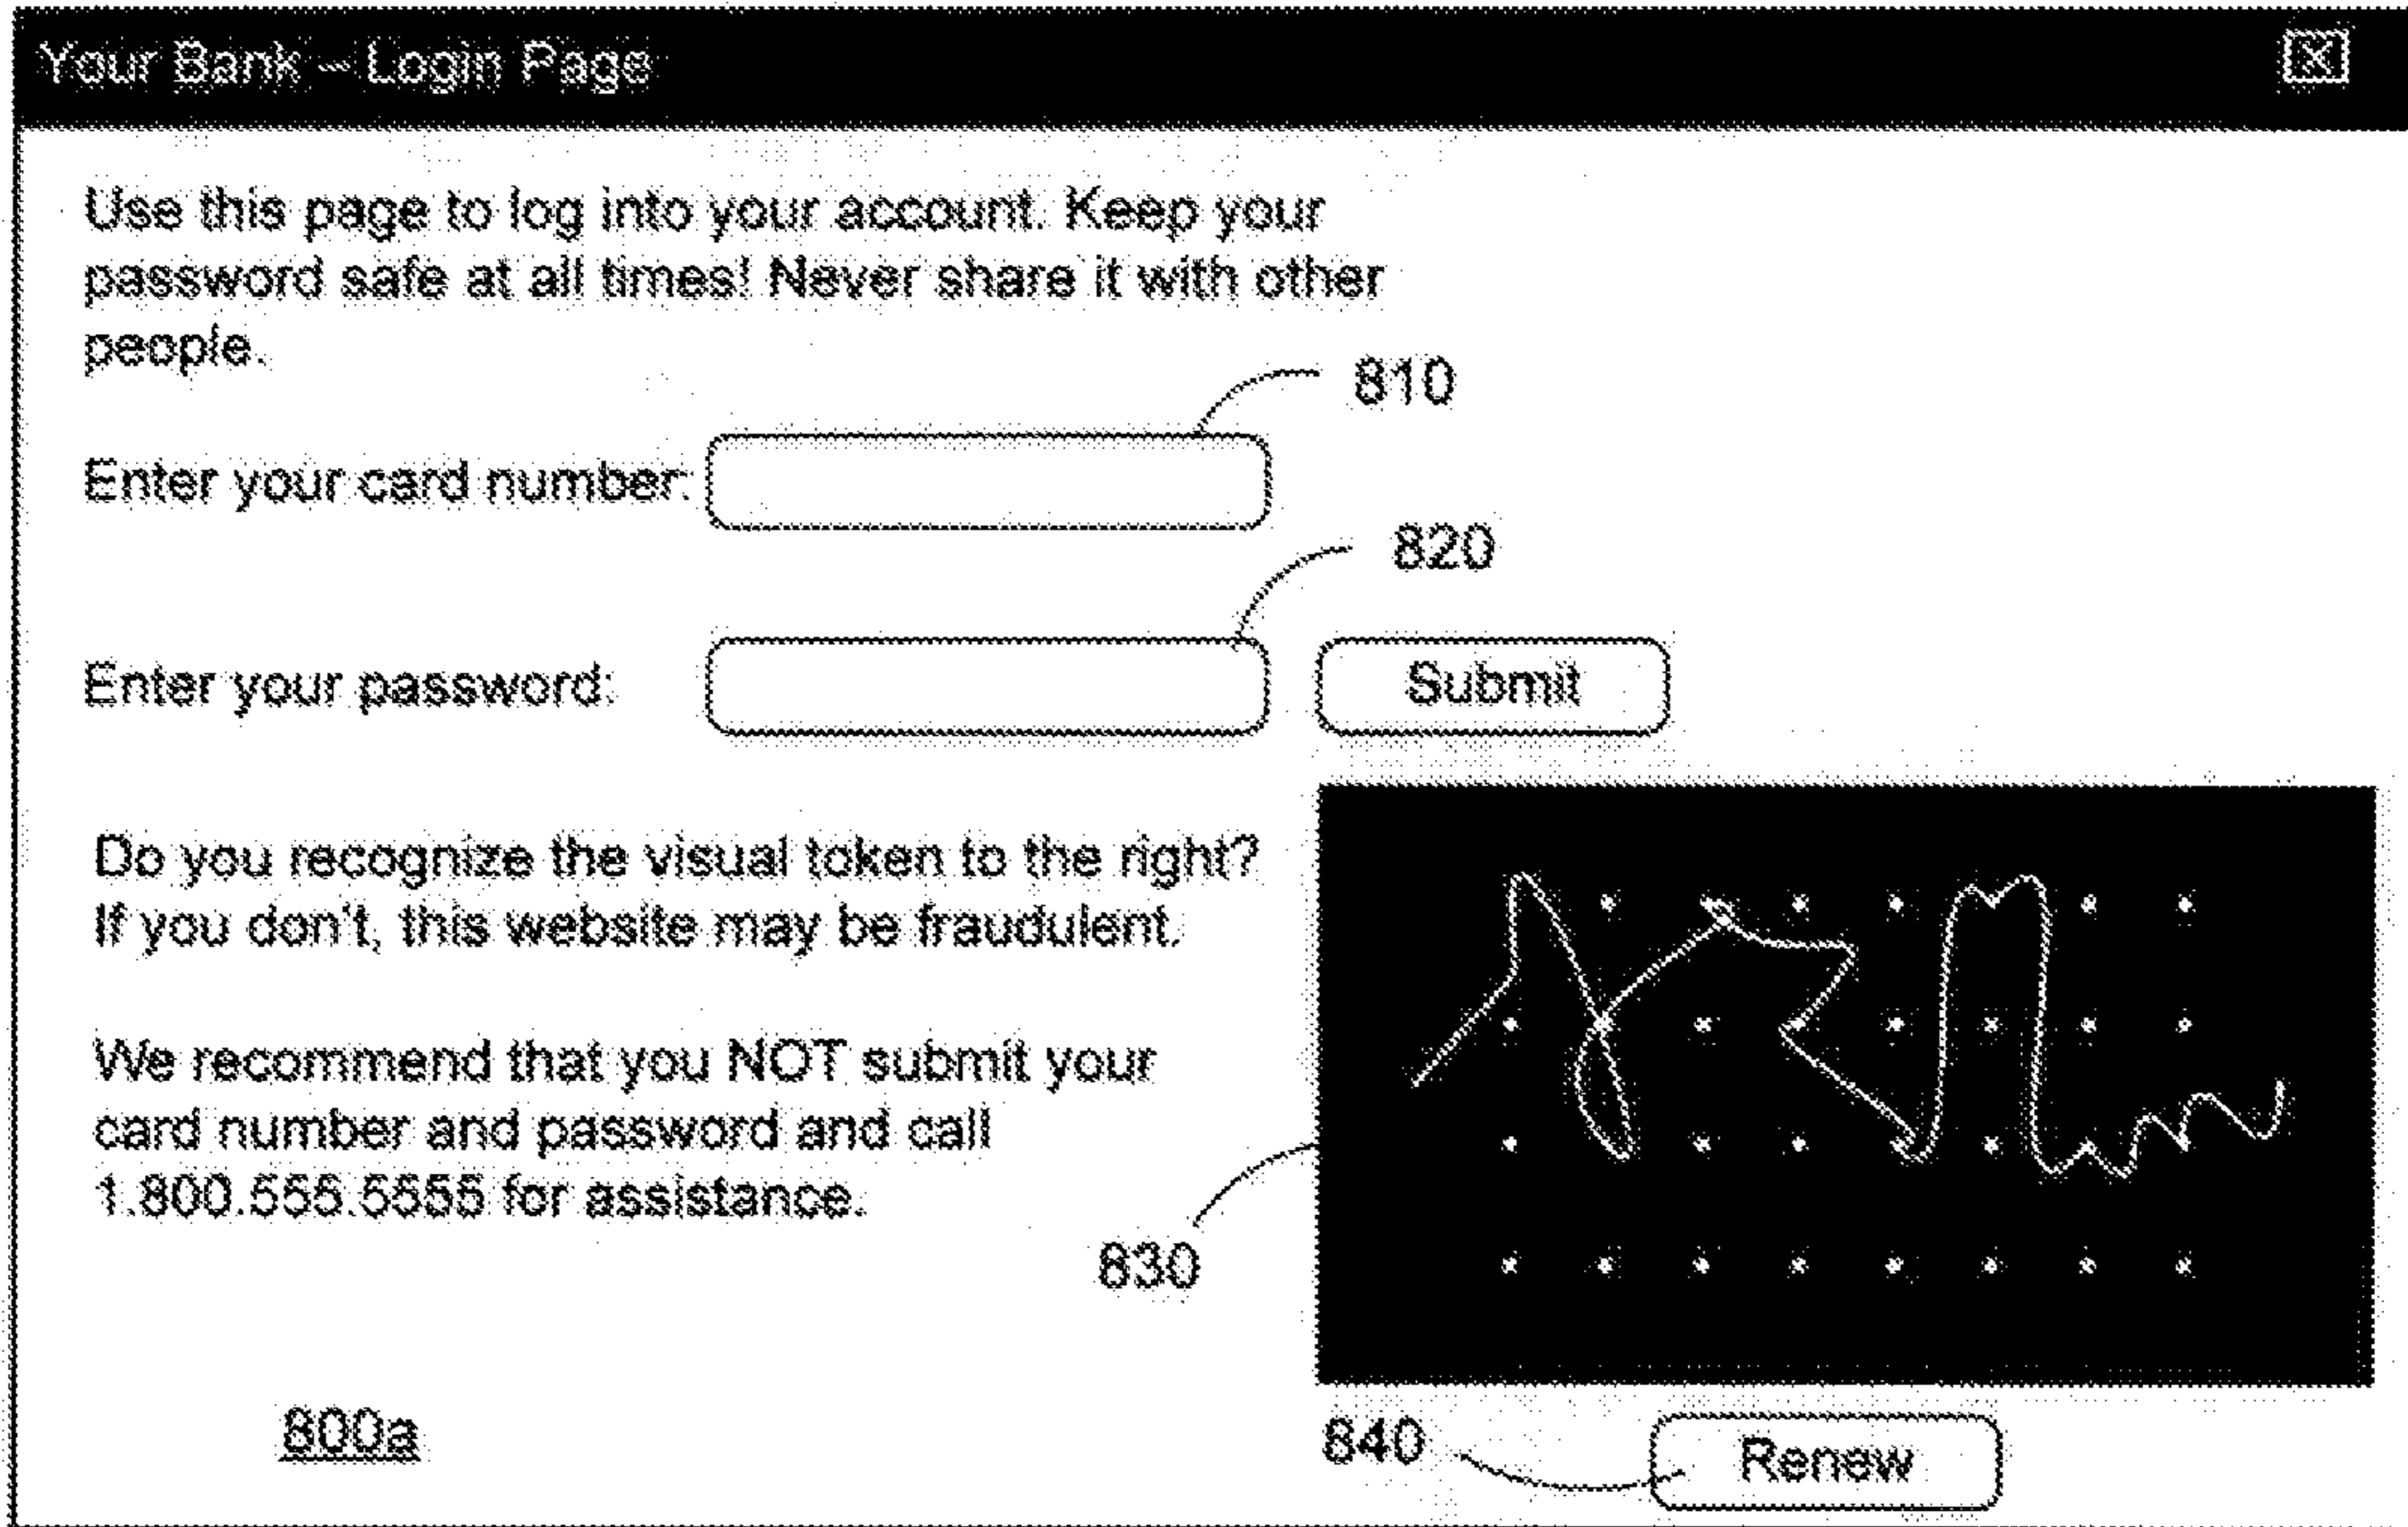 Your Bank – Login Page
X
Use this page to log into your account. Keep your
password safe at all times! Never share it with other
people.
810
Enter your card number:
820
Enter your password:
Submit
Do you recognize the visual token to the right?
If you don't, this website may be fraudulent.
We recommend that you NOT submit your
card number and password and call
1.800.555.5555 for assistance.
830
800a
840
Renew